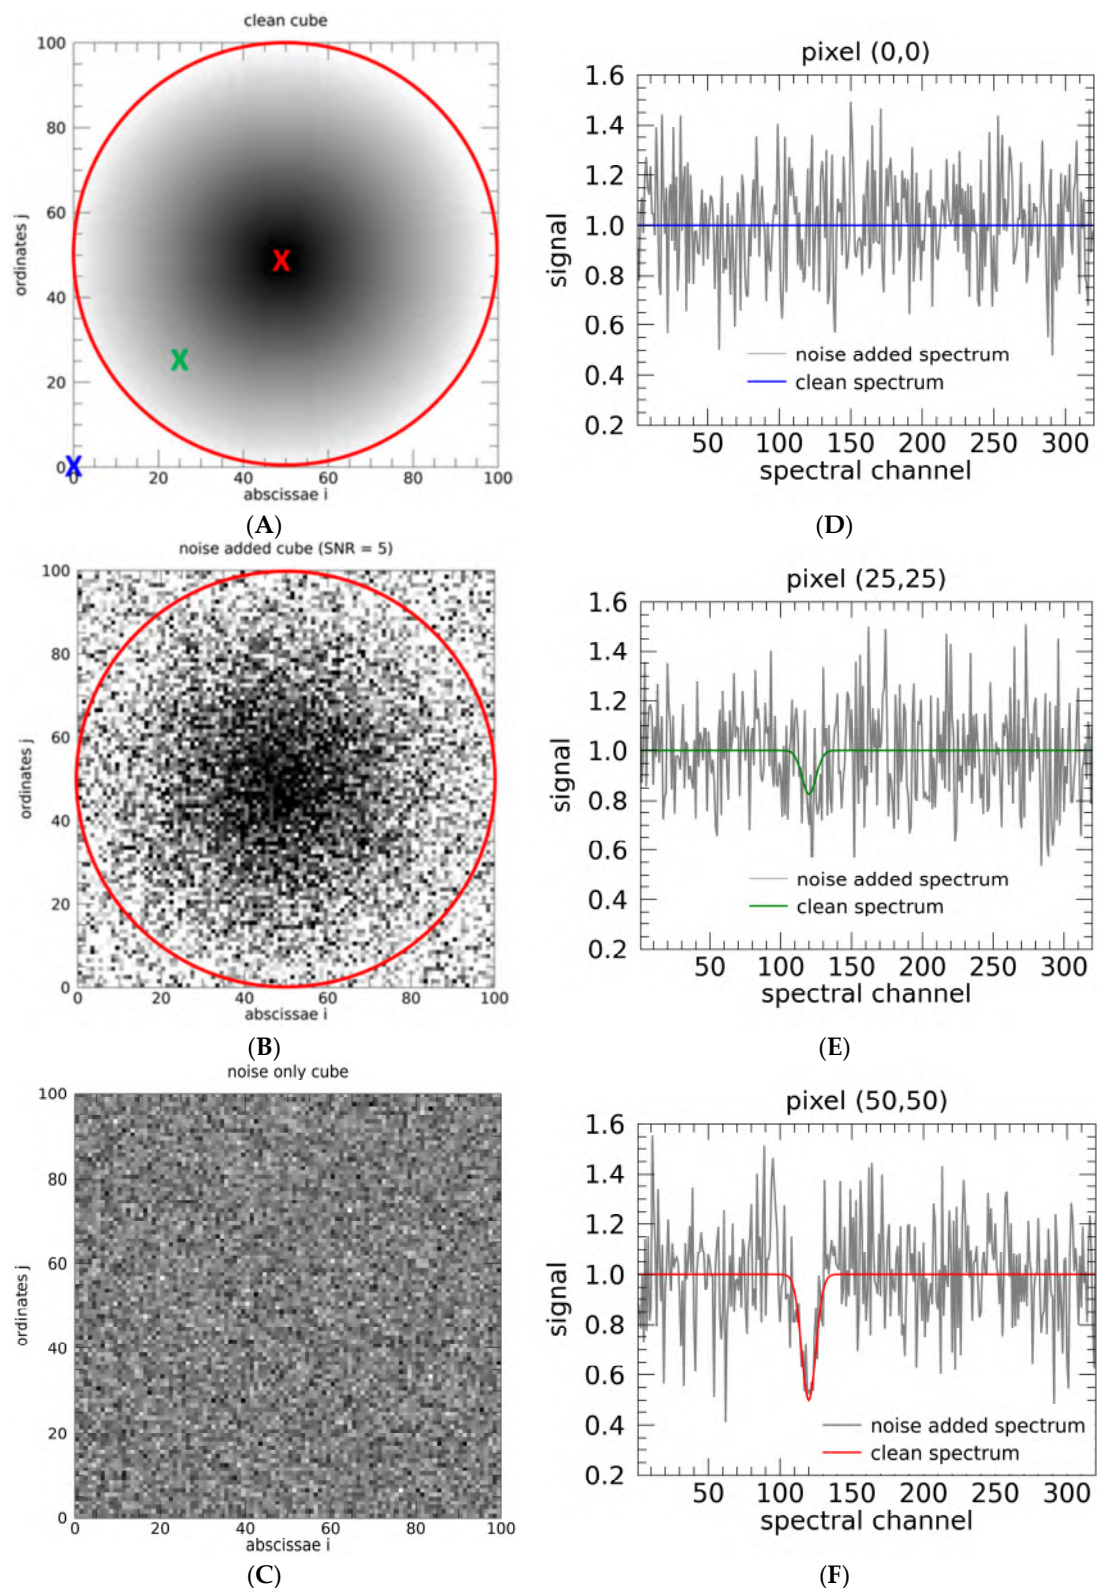 clean cube
100
80
60
40
20
0
ordinates j
X
X
X
0 20 40 60 80 100
abscissae i
(A)
noise added cube (SNR = 5)
100
80
60
40
20
0
ordinates j
0 20 40 60 80 100
abscissae i
(B)
noise only cube
100
80
60
40
20
0
ordinates j
0 20 40 60 80 100
abscissae i
(C)
pixel (0,0)
1.6
1.4
1.2
1.0
0.8
0.6
0.4
0.2
signal
noise added spectrum
clean spectrum
50 100 150 200 250 300
spectral channel
(D)
pixel (25,25)
1.6
1.4
1.2
1.0
0.8
0.6
0.4
0.2
signal
noise added spectrum
clean spectrum
50 100 150 200 250 300
spectral channel
(E)
pixel (50,50)
1.6
1.4
1.2
1.0
0.8
0.6
0.4
0.2
signal
noise added spectrum
clean spectrum
50 100 150 200 250 300
spectral channel
(F)